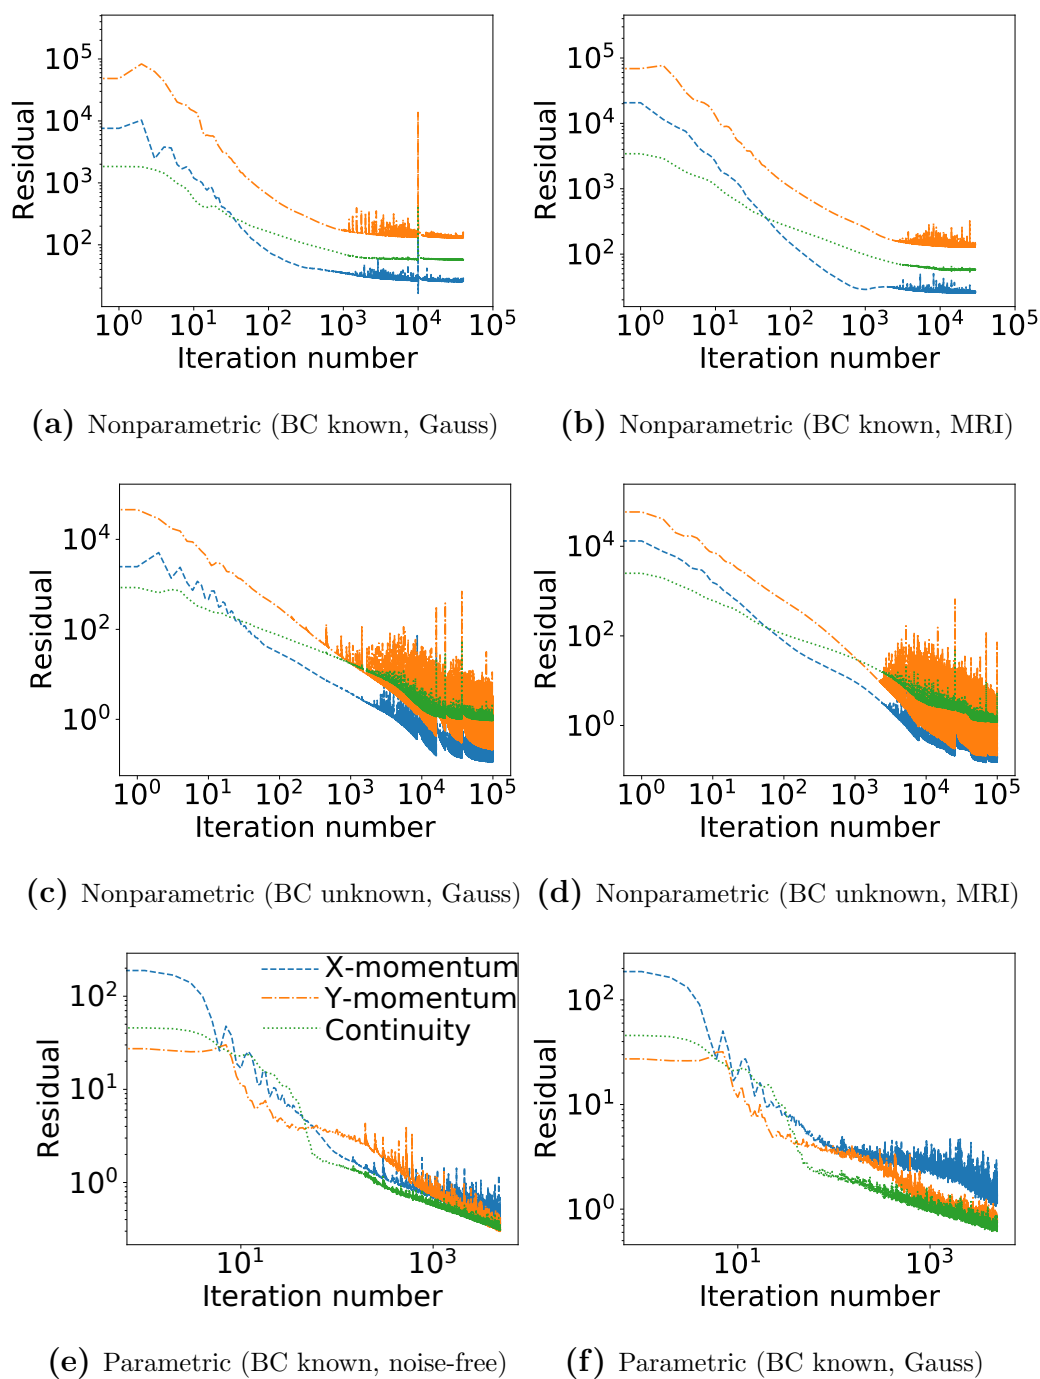 Residual
10^5
10^4
10^3
10^2
10^0 10^1 10^2 10^3 10^4 10^5
Iteration number
(a) Nonparametric (BC known, Gauss)
Residual
10^5
10^4
10^3
10^2
10^0 10^1 10^2 10^3 10^4 10^5
Iteration number
(b) Nonparametric (BC known, MRI)
Residual
10^4
10^2
10^0
10^0 10^1 10^2 10^3 10^4 10^5
Iteration number
(c) Nonparametric (BC unknown, Gauss)
Residual
10^4
10^2
10^0
10^0 10^1 10^2 10^3 10^4 10^5
Iteration number
(d) Nonparametric (BC unknown, MRI)
Residual
10^2
10^1
10^0
X-momentum
Y-momentum
Continuity
10^1 10^3
Iteration number
(e) Parametric (BC known, noise-free)
Residual
10^2
10^1
10^0
10^1 10^3
Iteration number
(f) Parametric (BC known, Gauss)